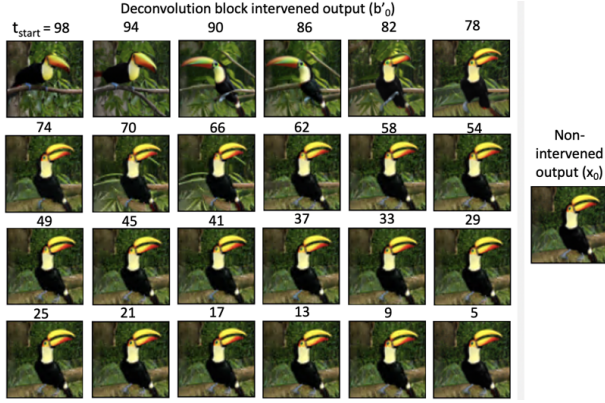 Deconvolution block intervened output (b'₀)
t_start = 98 94 90 86 82 78
74 70 66 62 58 54
Non-
intervened
output (x₀)
49 45 41 37 33 29
25 21 17 13 9 5